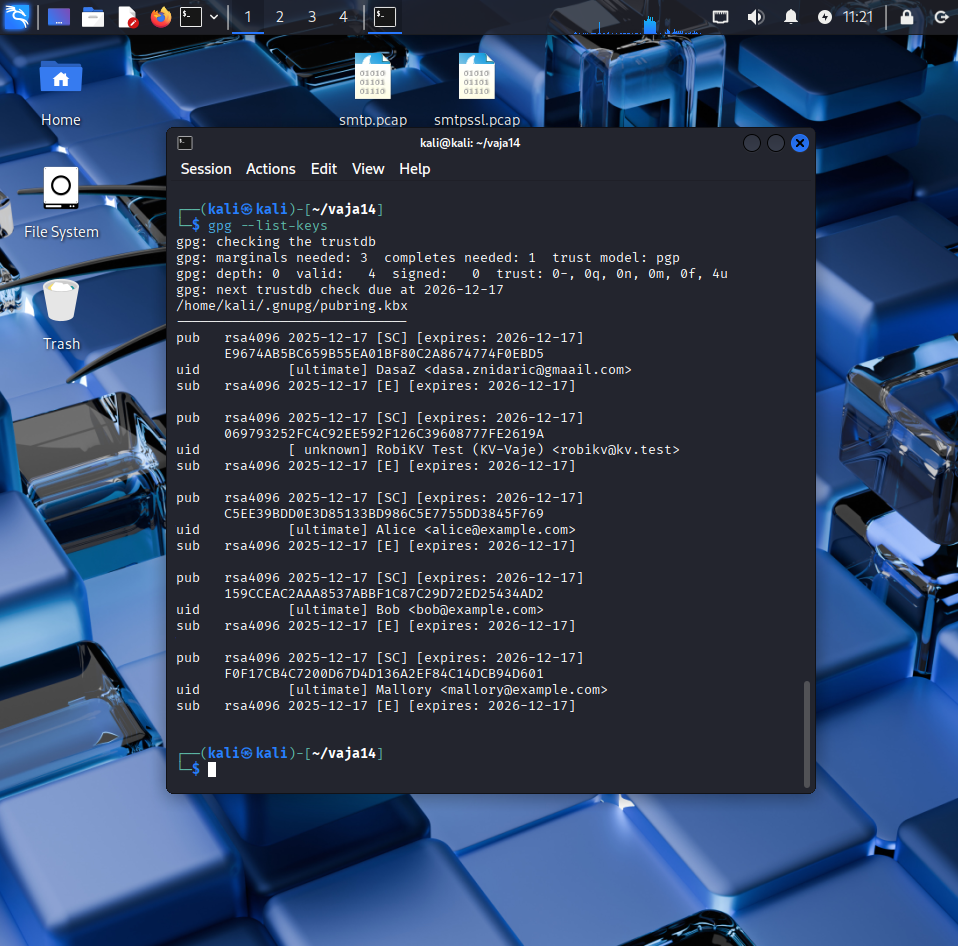 1 2 3 4
11:21
Home
smtp.pcap
smtpssl.pcap
File System
Trash
kali@kali: ~/vaja14
Session Actions Edit View Help
┌──(kali㉿kali)-[~/vaja14]
└─$ gpg --list-keys
gpg: checking the trustdb
gpg: marginals needed: 3  completes needed: 1  trust model: pgp
gpg: depth: 0  valid:   4  signed:   0  trust: 0-, 0q, 0n, 0m, 0f, 4u
gpg: next trustdb check due at 2026-12-17
/home/kali/.gnupg/pubring.kbx
pub   rsa4096 2025-12-17 [SC] [expires: 2026-12-17]
E9674AB5BC659B55EA01BF80C2A8674774F0EBD5
uid           [ultimate] DasaZ <dasa.znidaric@gmaail.com>
sub   rsa4096 2025-12-17 [E] [expires: 2026-12-17]
pub   rsa4096 2025-12-17 [SC] [expires: 2026-12-17]
069793252FC4C92EE592F126C39608777FE2619A
uid           [ unknown] RobiKV Test (KV-Vaje) <robikv@kv.test>
sub   rsa4096 2025-12-17 [E] [expires: 2026-12-17]
pub   rsa4096 2025-12-17 [SC] [expires: 2026-12-17]
C5EE39BDD0E3D85133BD986C5E7755DD3845F769
uid           [ultimate] Alice <alice@example.com>
sub   rsa4096 2025-12-17 [E] [expires: 2026-12-17]
pub   rsa4096 2025-12-17 [SC] [expires: 2026-12-17]
159CCEAC2AAA8537ABBF1C87C29D72ED25434AD2
uid           [ultimate] Bob <bob@example.com>
sub   rsa4096 2025-12-17 [E] [expires: 2026-12-17]
pub   rsa4096 2025-12-17 [SC] [expires: 2026-12-17]
F0F17CB4C7200D67D4D136A2EF84C14DCB94D601
uid           [ultimate] Mallory <mallory@example.com>
sub   rsa4096 2025-12-17 [E] [expires: 2026-12-17]
┌──(kali㉿kali)-[~/vaja14]
└─$